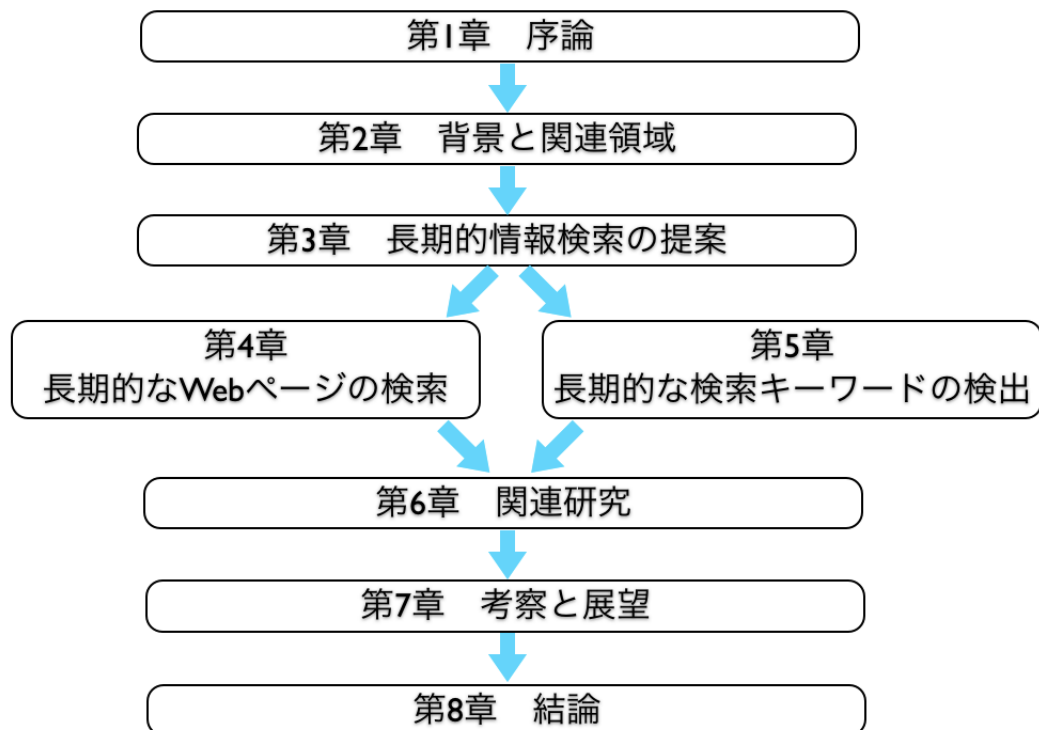 第1章　序論
第2章　背景と関連領域
第3章　長期的情報検索の提案
第4章
長期的なWebページの検索
第5章
長期的な検索キーワードの検出
第6章　関連研究
第7章　考察と展望
第8章　結論